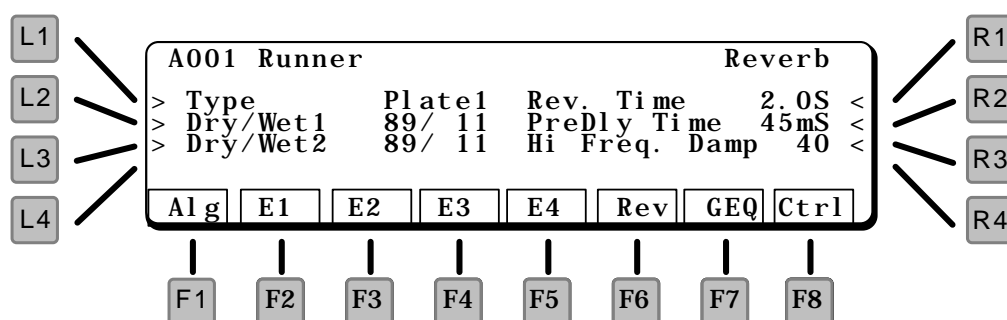 L1
R1
A001 Runner Reverb
L2
R2
> Type Plate1 Rev. Time 2.0S <
> Dry/Wet1 89/ 11 PreDly Time 45mS <
> Dry/Wet2 89/ 11 Hi Freq. Damp 40 <
L3
R3
L4
R4
Alg E1 E2 E3 E4 Rev GEQ Ctrl
F1 F2 F3 F4 F5 F6 F7 F8